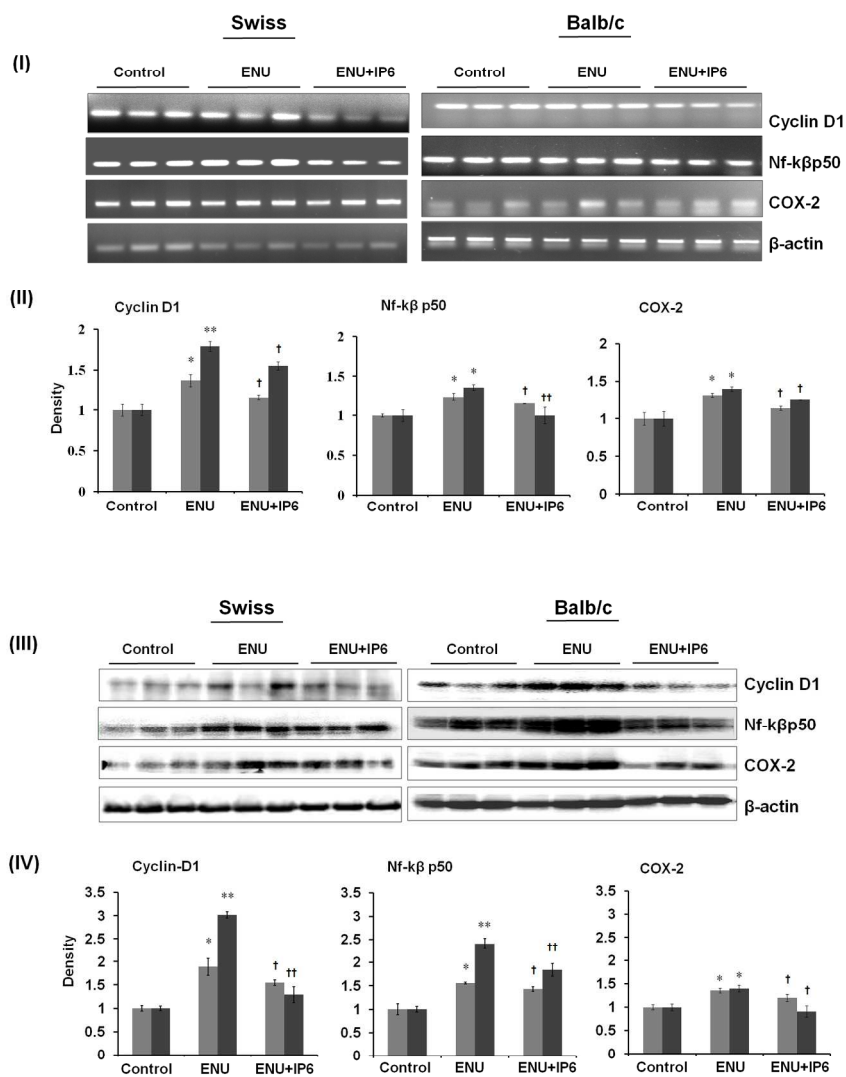 Swiss Balb/c
(I)
Control ENU ENU+IP6 Control ENU ENU+IP6
Cyclin D1
Nf-kβp50
COX-2
β-actin
(II)
Cyclin D1 Nf-kβ p50 COX-2
Density
2
1.5
1
0.5
0
* ** † †
Control ENU ENU+IP6
2
1.5
1
0.5
0
* * † ††
Control ENU ENU+IP6
2
1.5
1
0.5
0
* * † †
Control ENU ENU+IP6
Swiss Balb/c
(III)
Control ENU ENU+IP6 Control ENU ENU+IP6
Cyclin D1
Nf-kβp50
COX-2
β-actin
(IV)
Cyclin-D1 Nf-kβ p50 COX-2
Density
3.5
3
2.5
2
1.5
1
0.5
0
* ** † ††
Control ENU ENU+IP6
3.5
3
2.5
2
1.5
1
0.5
0
* ** † ††
Control ENU ENU+IP6
3.5
3
2.5
2
1.5
1
0.5
0
* * † †
Control ENU ENU+IP6